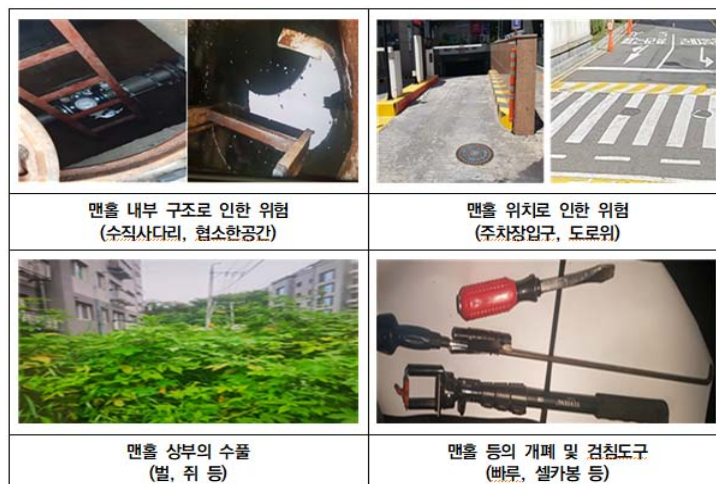 맨홀 내부 구조로 인한 위험
(수직사다리, 협소한공간)
맨홀 위치로 인한 위험
(주차장입구, 도로위)
맨홀 상부의 수풀
(벌, 쥐 등)
맨홀 등의 개폐 및 검침도구
(빠루, 셀카봉 등)